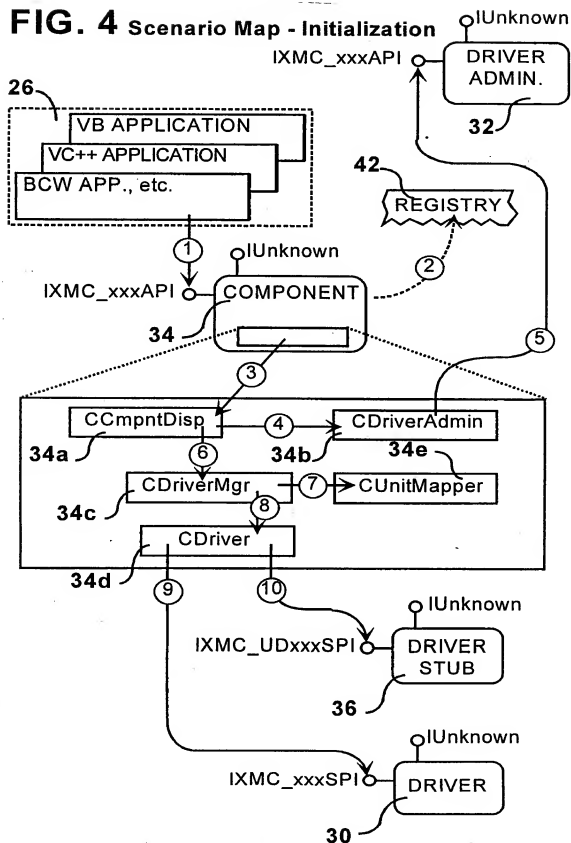 FIG. 4 Scenario Map - Initialization
IUnknown
IXMC_xxxAPI
DRIVER
ADMIN.
32
26
VB APPLICATION
VC++ APPLICATION
BCW APP., etc.
42
REGISTRY
1
IUnknown
2
IXMC_xxxAPI
COMPONENT
34
5
3
CCmpntDisp
4
CDriverAdmin
34a
6
34b
34e
CDriverMgr
7
CUnitMapper
34c
8
CDriver
34d
9
10
IUnknown
IXMC_UDxxxSPI
DRIVER
STUB
36
IUnknown
IXMC_xxxSPI
DRIVER
30